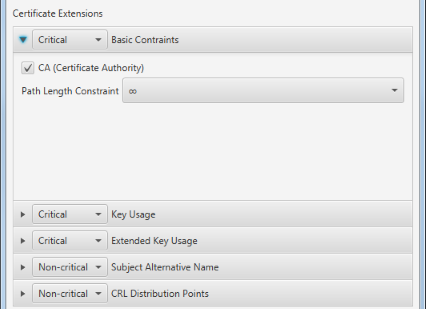 Certificate Extensions
Critical Basic Contraints
CA (Certificate Authority)
Path Length Constraint ∞
Critical Key Usage
Critical Extended Key Usage
Non-critical Subject Alternative Name
Non-critical CRL Distribution Points